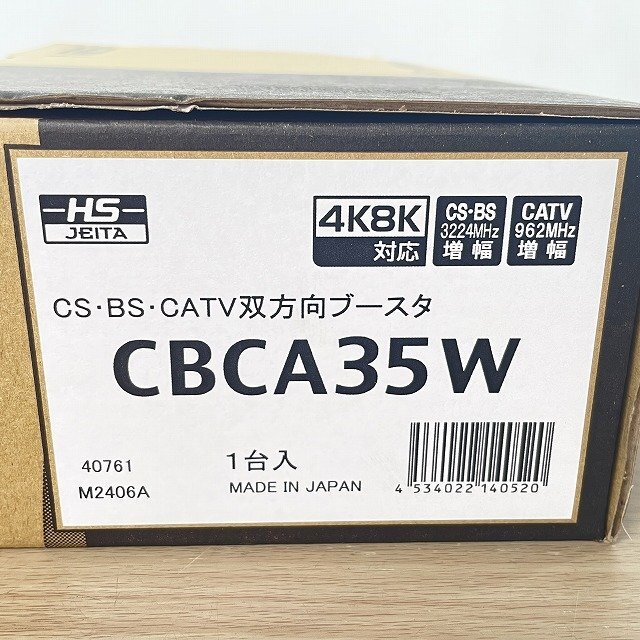 HS
JEITA
4K8K
対応
CS・BS
3224MHz
増幅
CATV
962MHz
増幅
CS・BS・CATV双方向ブースタ
CBCA35W
40761
1台入
M2406A
MADE IN JAPAN
4 534022 140520